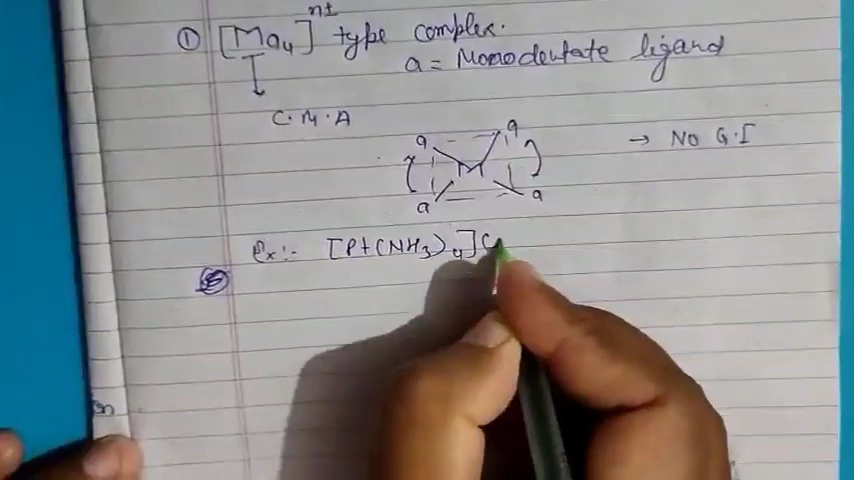 ① [Ma4]n± type complex.
a = Monodentate ligand
C.M.A
a a
M → No G.I
a a
Ex:- [Pt(NH3)4]C